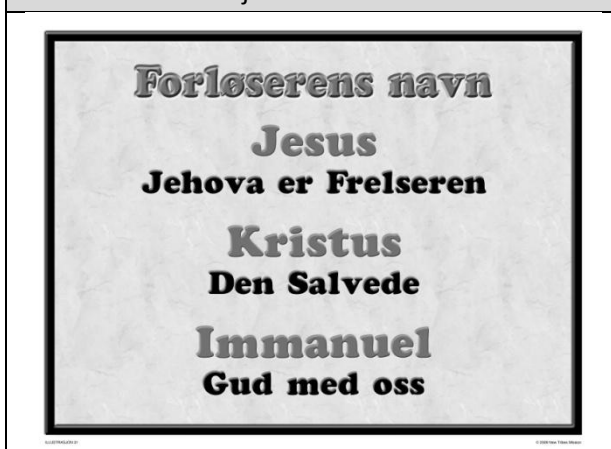 Forløserens navn
Jesus
Jehova er Frelseren
Kristus
Den Salvede
Immanuel
Gud med oss